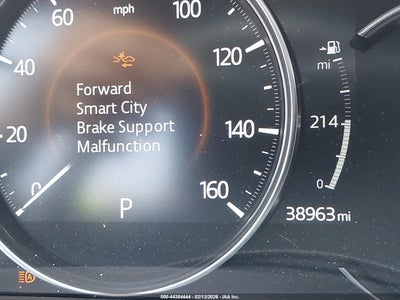 mph
60
40
20
0
100
120
140
160
Forward
Smart City
Brake Support
Malfunction
P
mi
214
0
38963 mi
A
000-44384444 - 02/13/2026 - IAA Inc.